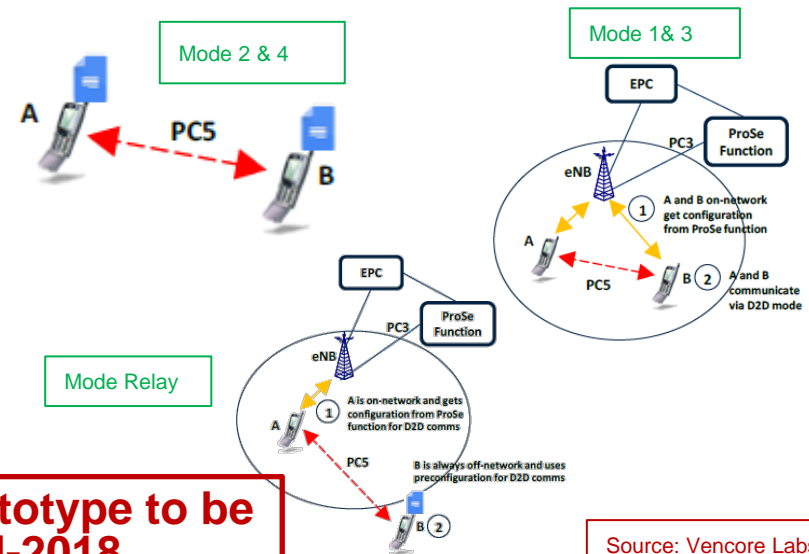 Mode 2 & 4
A
PC5
B
Mode 1& 3
EPC
ProSe
Function
PC3
eNB
1
A and B on-network
get configuration
from ProSe function
A
PC5
B
2
A and B
communicate
via D2D mode
Mode Relay
EPC
ProSe
Function
PC3
eNB
1
A is on-network and gets
configuration from ProSe
function for D2D comms
A
PC5
B is always off-network and uses
preconfiguration for D2D comms
B
2
totype to be
2018
Source: Vencore Labs